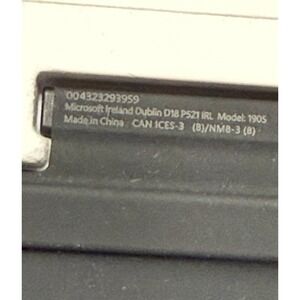 004323293959
Microsoft Ireland Dublin D18 P521 IRL Model: 1905
Made in China CAN ICES-3 (B)/NMB-3 (B)